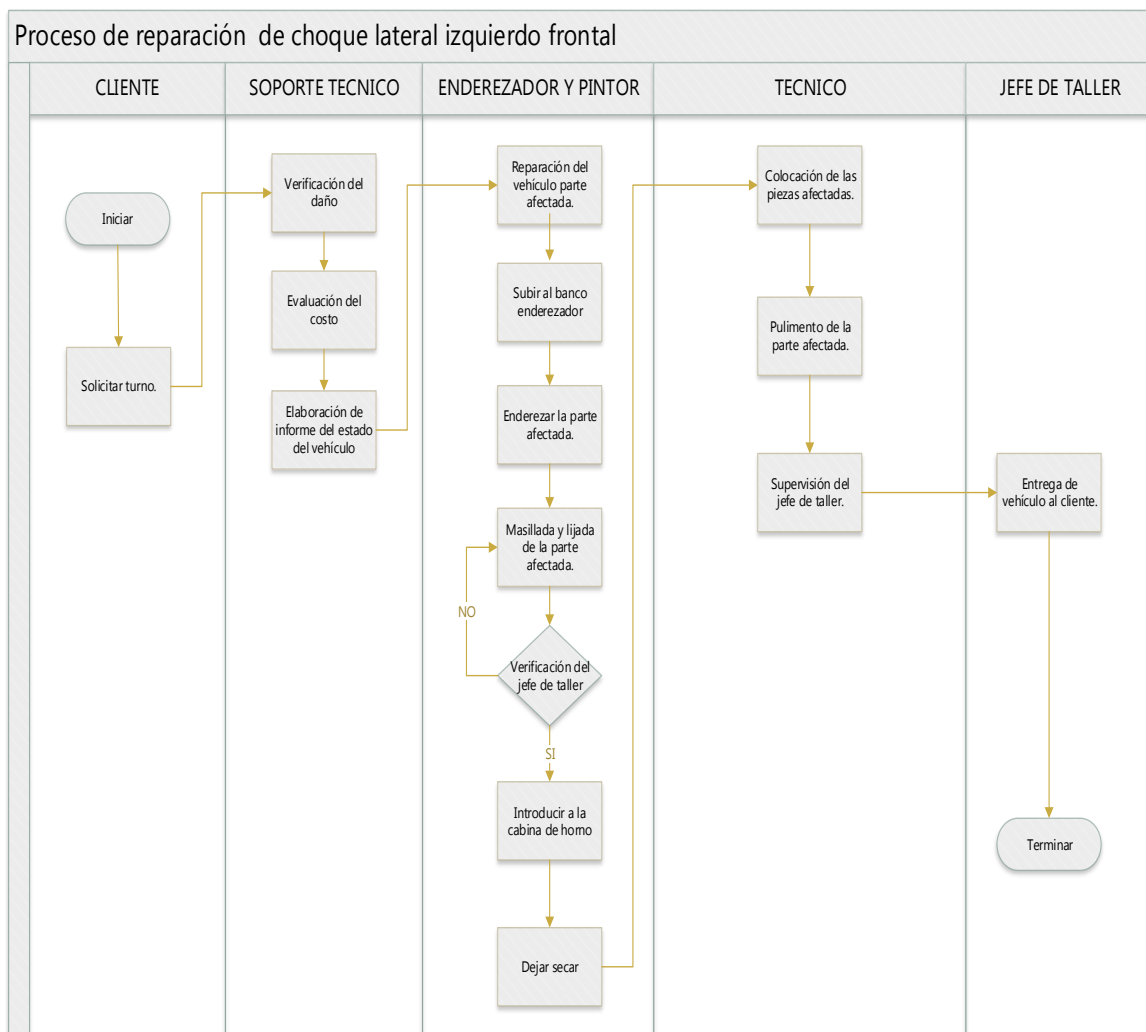 Proceso de reparación de choque lateral izquierdo frontal
CLIENTE
SOPORTE TECNICO
ENDEREZADOR Y PINTOR
TECNICO
JEFE DE TALLER
Iniciar
Solicitar turno.
Verificación del
daño
Evaluación del
costo
Elaboración de
informe del estado
del vehículo
Reparación del
vehículo parte
afectada.
Subir al banco
enderezador
Enderezar la parte
afectada.
Masillada y lijada
de la parte
afectada.
NO
Verificación del
jefe de taller
SI
Introducir a la
cabina de horno
Dejar secar
Colocación de las
piezas afectadas.
Pulimento de la
parte afectada.
Supervisión del
jefe de taller.
Entrega de
vehículo al cliente.
Terminar